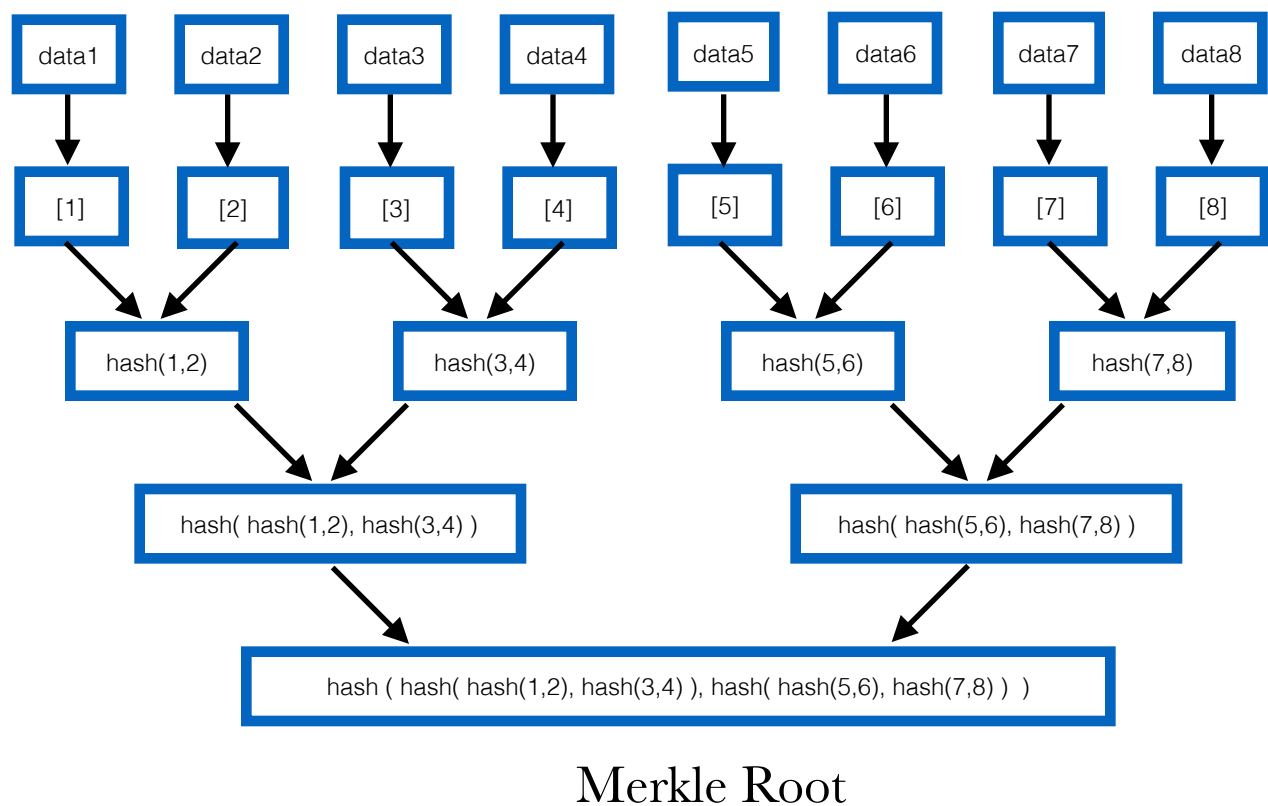 data1 data2 data3 data4 data5 data6 data7 data8
[1] [2] [3] [4] [5] [6] [7] [8]
hash(1,2) hash(3,4) hash(5,6) hash(7,8)
hash( hash(1,2), hash(3,4) ) hash( hash(5,6), hash(7,8) )
hash ( hash( hash(1,2), hash(3,4) ), hash( hash(5,6), hash(7,8) ) )
Merkle Root